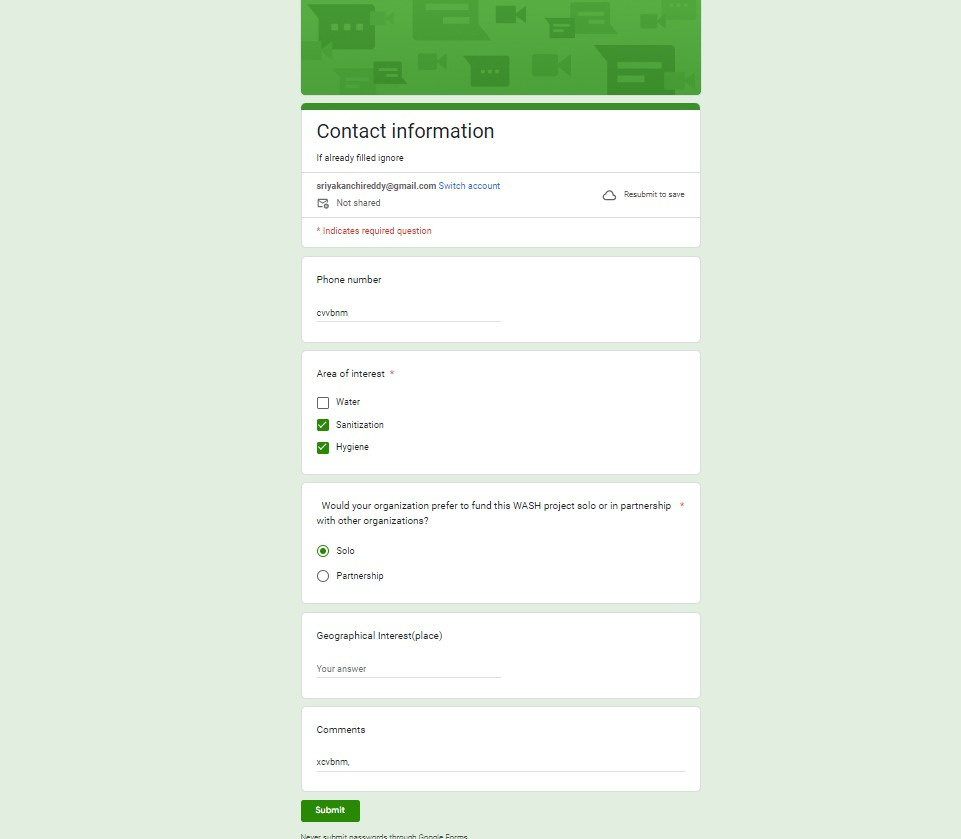 Contact information
If already filled ignore
sriyakanchireddy@gmail.com Switch account
Resubmit to save
Not shared
* Indicates required question
Phone number
cvvbnm
Area of interest *
Water
Sanitization
Hygiene
Would your organization prefer to fund this WASH project solo or in partnership *
with other organizations?
Solo
Partnership
Geographical Interest(place)
Your answer
Comments
xcvbnm,
Submit
Never submit passwords through Google Forms.